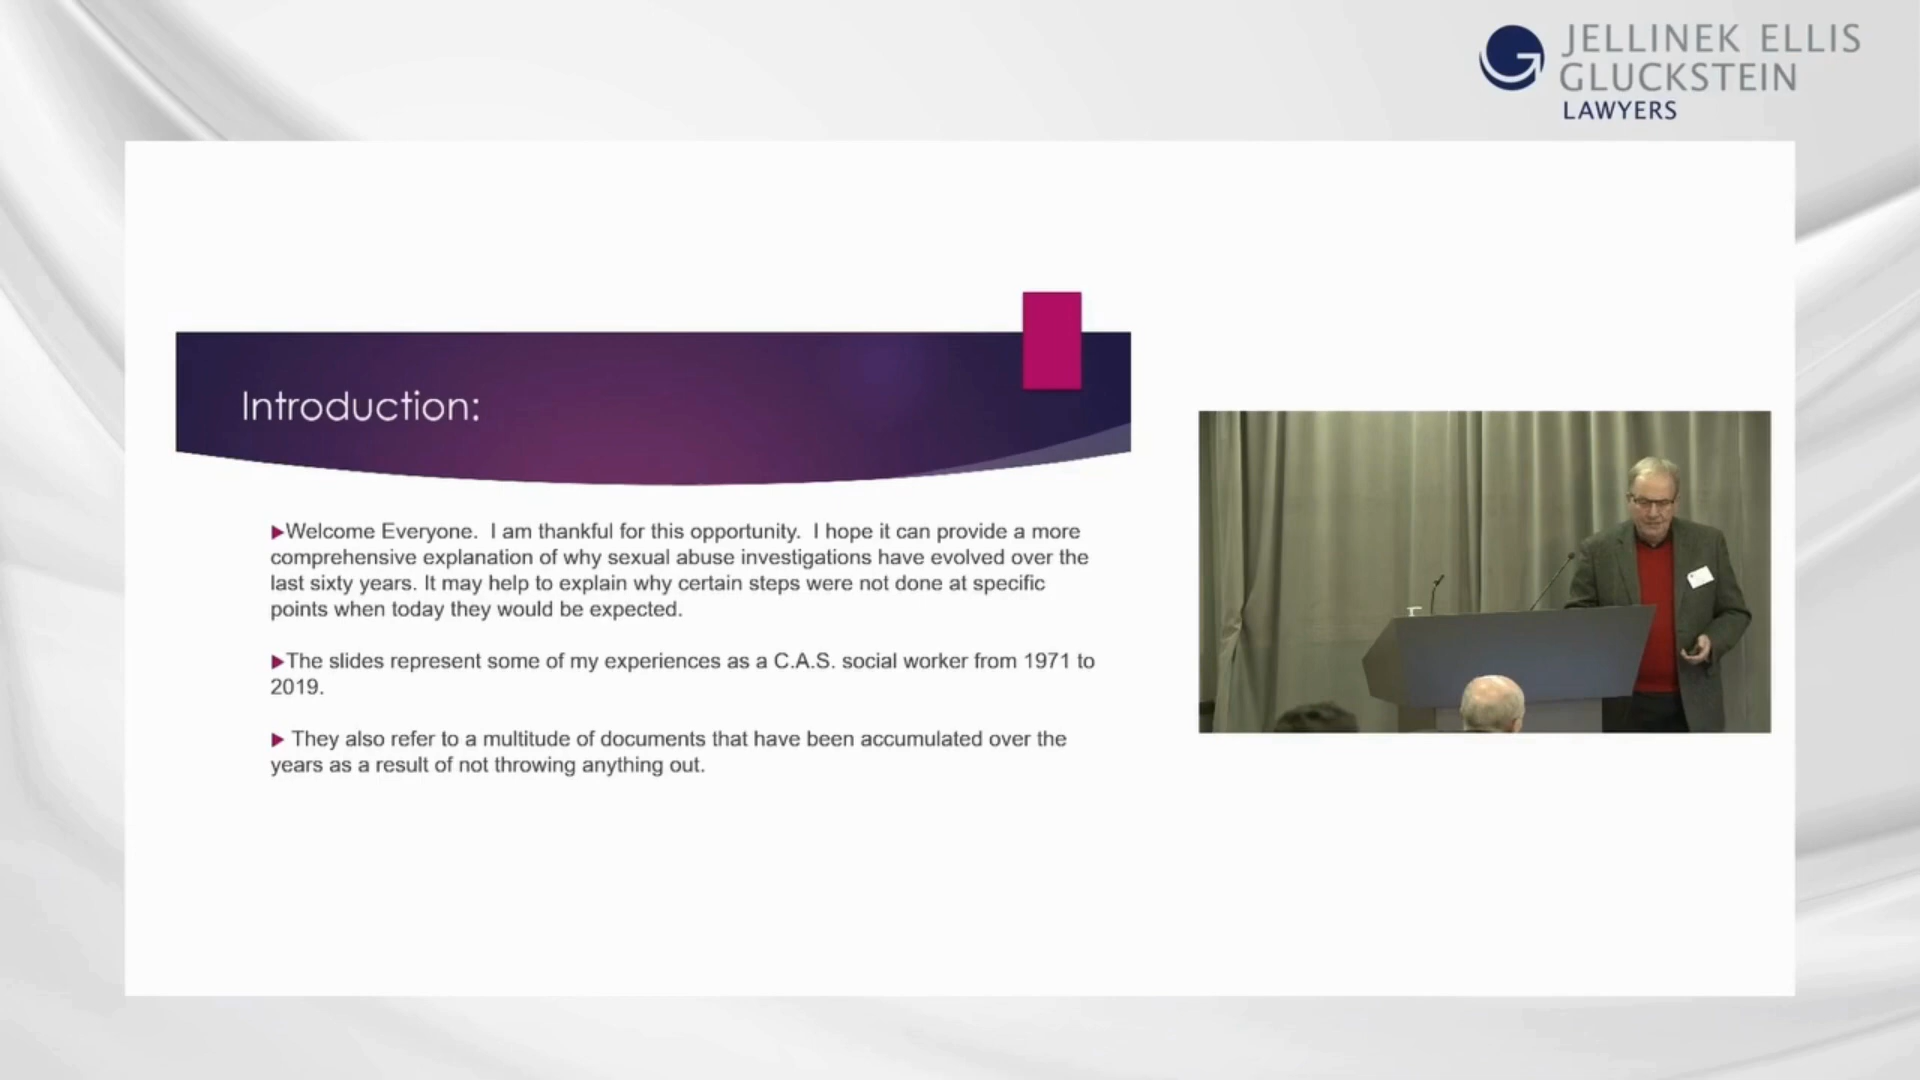 JELLINEK ELLIS
GLUCKSTEIN
LAWYERS
Introduction:
Welcome Everyone.  I am thankful for this opportunity.  I hope it can provide a more
comprehensive explanation of why sexual abuse investigations have evolved over the
last sixty years. It may help to explain why certain steps were not done at specific
points when today they would be expected.
The slides represent some of my experiences as a C.A.S. social worker from 1971 to
2019.
They also refer to a multitude of documents that have been accumulated over the
years as a result of not throwing anything out.